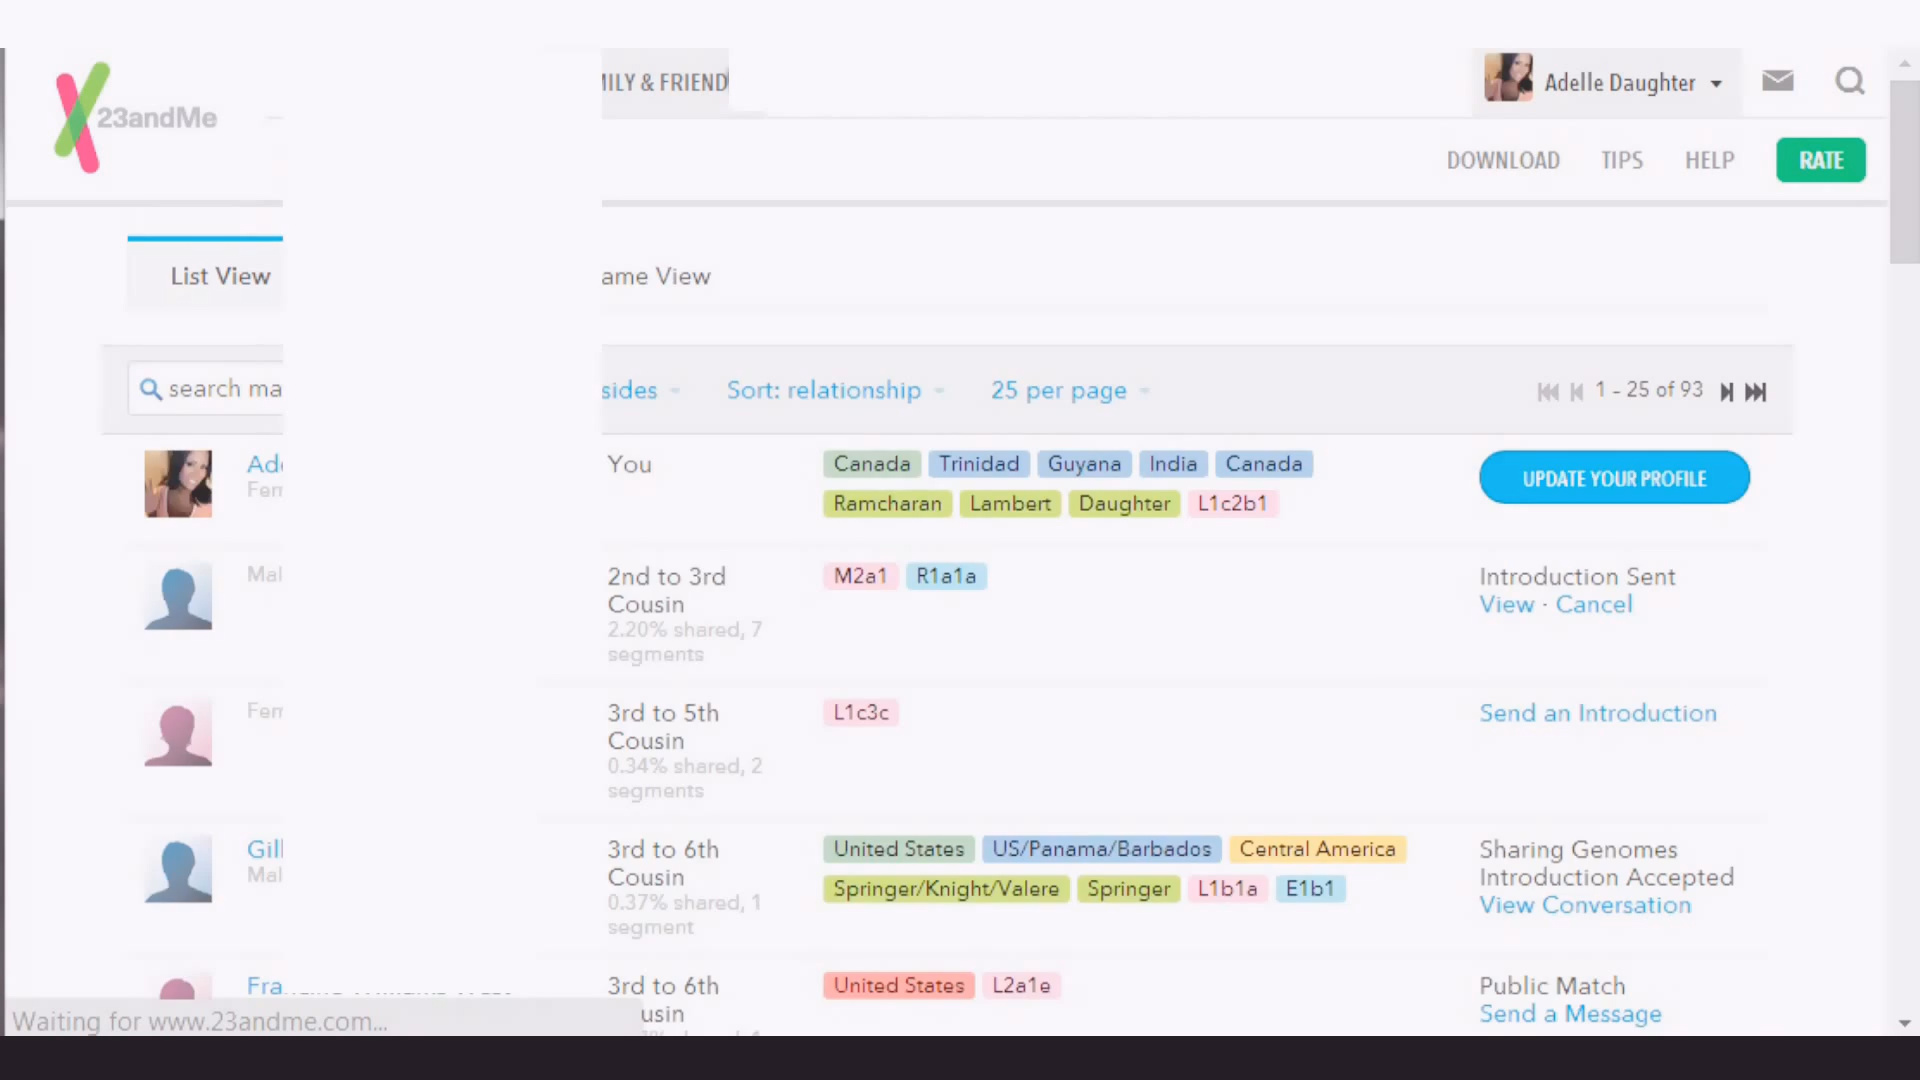 MILY & FRIEND
Adelle Daughter
23andMe
DOWNLOAD TIPS HELP RATE
List View ame View
search ma sides Sort: relationship 25 per page 1 - 25 of 93
Ade You Canada Trinidad Guyana India Canada UPDATE YOUR PROFILE
Fem Ramcharan Lambert Daughter L1c2b1
Mal 2nd to 3rd Cousin M2a1 R1a1a Introduction Sent
2.20% shared, 7 segments View · Cancel
Fem 3rd to 5th Cousin L1c3c Send an Introduction
0.34% shared, 2 segments
Gill 3rd to 6th Cousin United States US/Panama/Barbados Central America Sharing Genomes
Mal 0.37% shared, 1 segment Springer/Knight/Valere Springer L1b1a E1b1 Introduction Accepted
View Conversation
Fra 3rd to 6th United States L2a1e Public Match
usin Send a Message
Waiting for www.23andme.com...